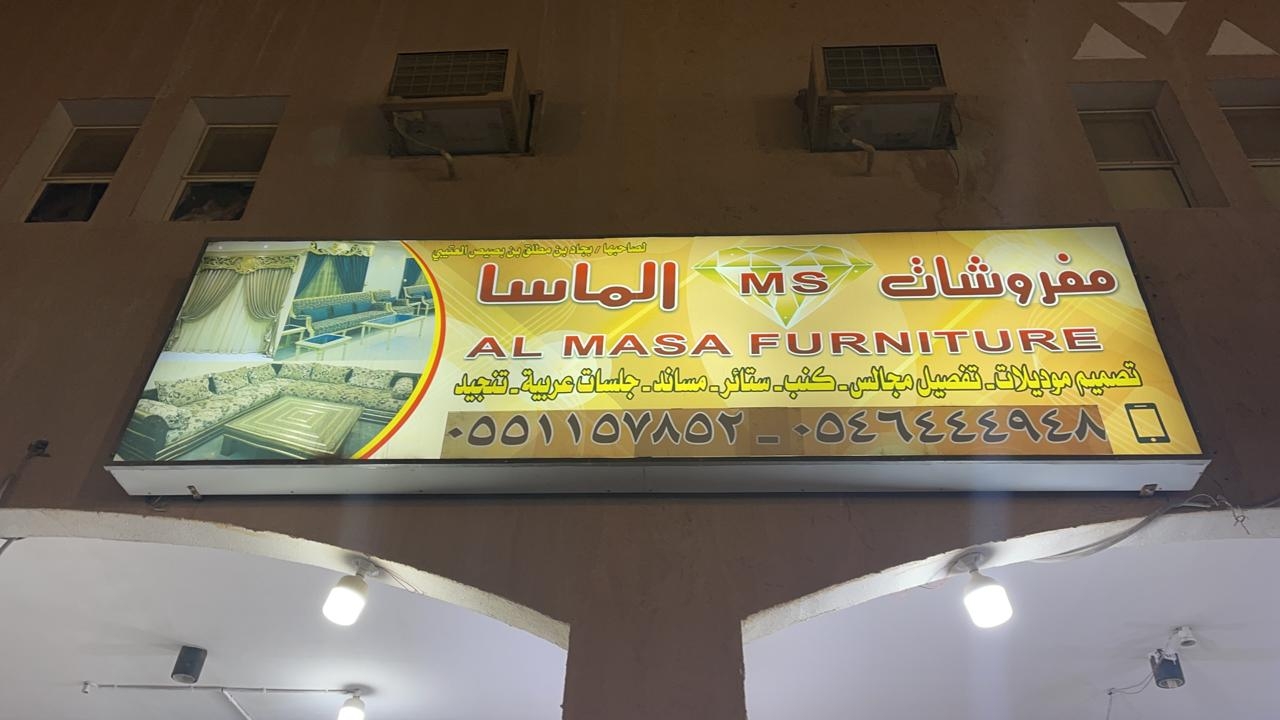 لصاحبها / بجاد بن مطلق بن بصيص العتيبي
مفروشات MS الماسا
AL MASA FURNITURE
تصميم موديلات - تفصيل مجالس - كنب - ستائر - مساند - جلسات عربية - تنجيد
٠٥٤٦٤٤٤٩٤٨ - ٠٥٥١١٥٧٨٥٢